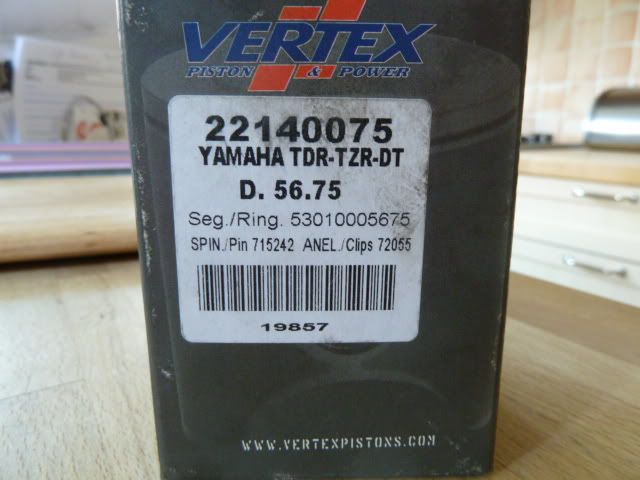 VERTEX
PISTON & POWER
22140075
YAMAHA TDR-TZR-DT
D. 56.75
Seg./Ring. 53010005675
SPIN./Pin 715242 ANEL./Clips 72055
19857
WWW.VERTEXPISTONS.COM